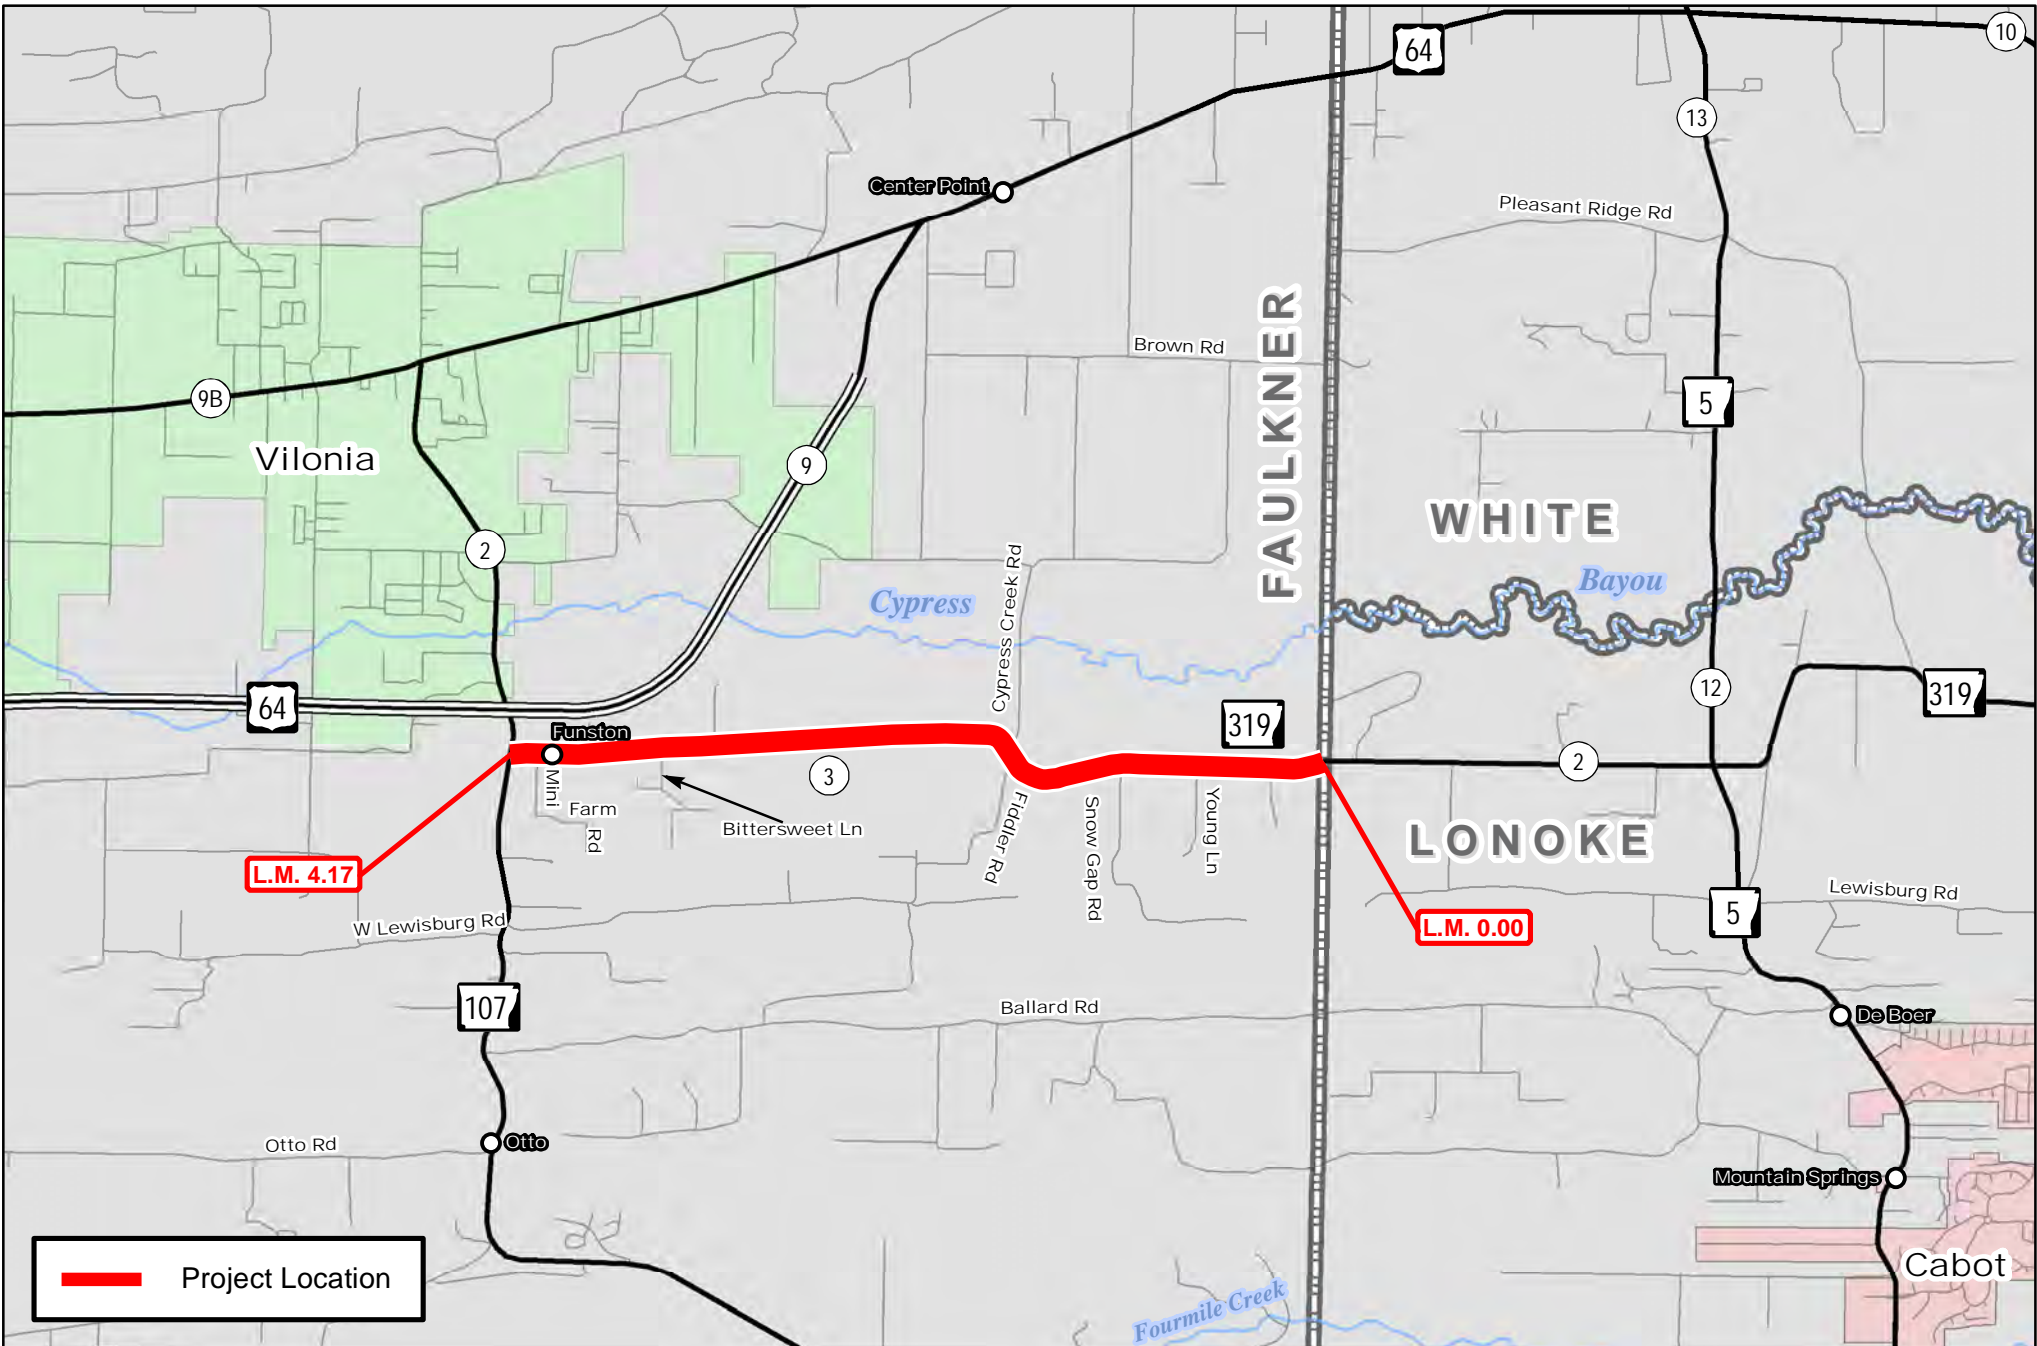 64
10
13
Center Point
Pleasant Ridge Rd
FAULKNER
Brown Rd
9B
5
Vilonia
9
WHITE
2
Cypress
Bayou
Cypress Creek Rd
64
12
319
319
Funston
3
2
Mini
Farm
Rd
Bittersweet Ln
Fiddler Rd
Snow Gap Rd
Young Ln
LONOKE
L.M. 4.17
Lewisburg Rd
5
W Lewisburg Rd
L.M. 0.00
107
Ballard Rd
De Boer
Otto Rd
Otto
Mountain Springs
Project Location
Cabot
Fourmile Creek